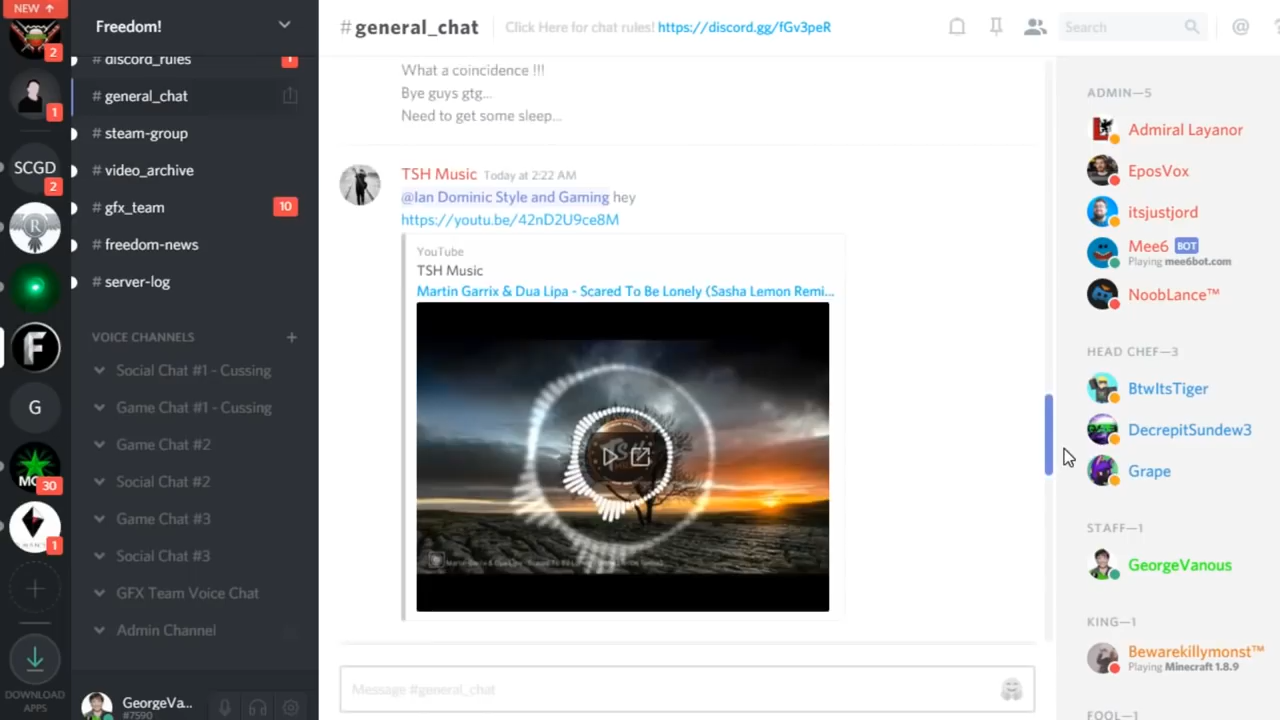 NEW ↑
2
1
SCGD
2
R
F
G
MC
30
1
DOWNLOAD
APPS
Freedom!
# discord_rules
1
# general_chat
# steam-group
# video_archive
# gfx_team
10
# freedom-news
# server-log
VOICE CHANNELS
Social Chat #1 - Cussing
Game Chat #1 - Cussing
Game Chat #2
Social Chat #2
Game Chat #3
Social Chat #3
GFX Team Voice Chat
Admin Channel
GeorgeVa...
#7590
#general_chat
Click Here for chat rules! https://discord.gg/fGv3peR
Search
What a coincidence !!!
Bye guys gtg...
Need to get some sleep...
TSH Music Today at 2:22 AM
@Ian Dominic Style and Gaming hey
https://youtu.be/42nD2U9ce8M
YouTube
TSH Music
Martin Garrix & Dua Lipa - Scared To Be Lonely (Sasha Lemon Remi...
Message #general_chat
ADMIN—5
Admiral Layanor
EposVox
itsjustjord
Mee6 BOT
Playing mee6bot.com
NoobLance™
HEAD CHEF—3
BtwItsTiger
DecrepitSundew3
Grape
STAFF—1
GeorgeVanous
KING—1
Bewarekillymonst™
Playing Minecraft 1.8.9
FOOL—1